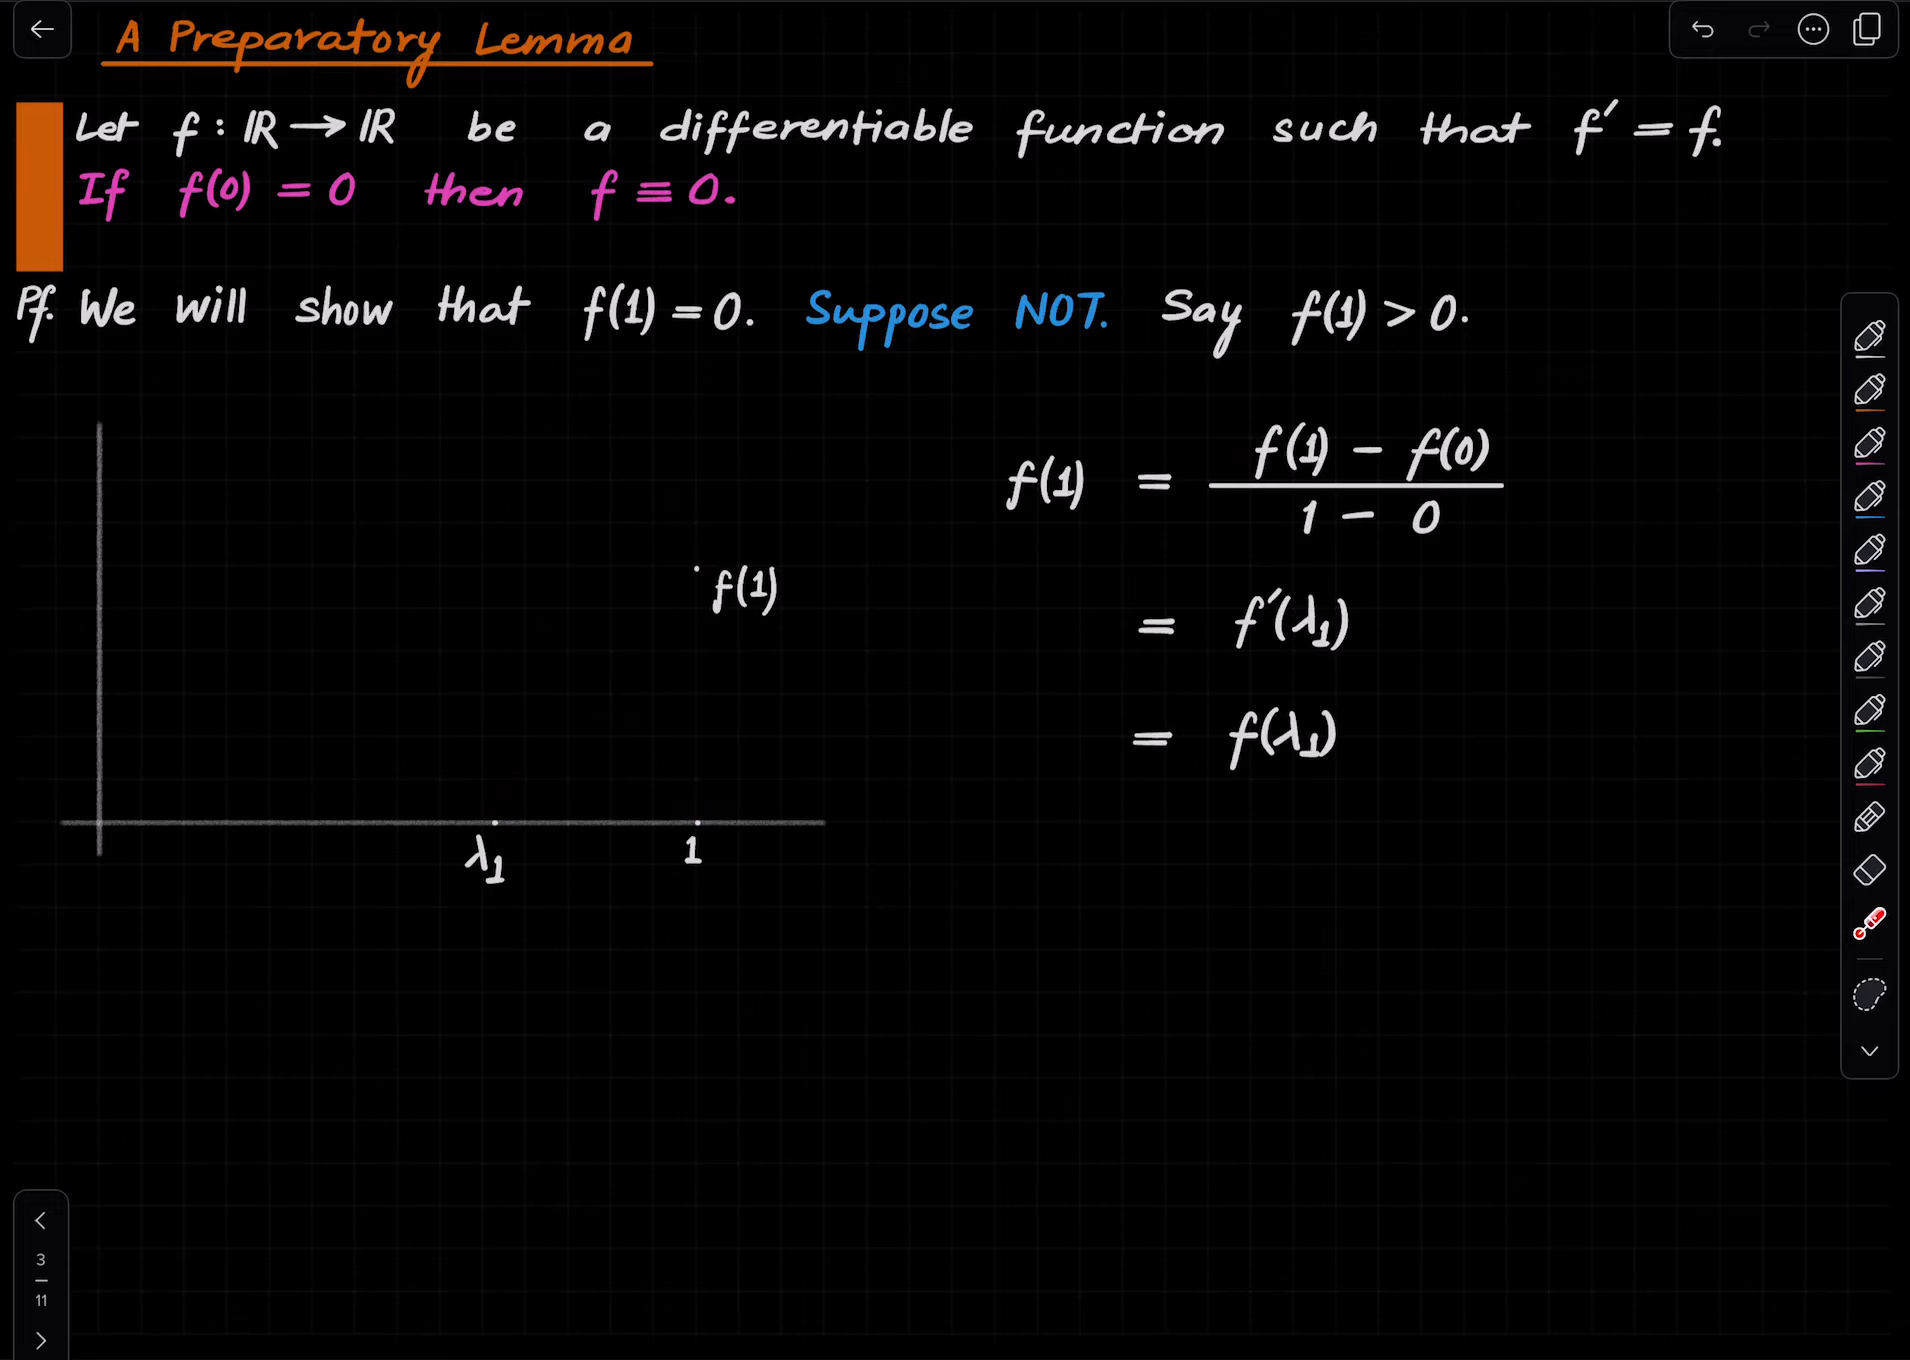 A Preparatory Lemma
Let f : ℝ → ℝ be a differentiable function such that f′ = f.
If f(0) = 0 then f ≡ 0.
Pf. We will show that f(1) = 0. Suppose NOT. Say f(1) > 0.
f(1) = (f(1) − f(0)) / (1 − 0)
f(1)
= f′(λ₁)
= f(λ₁)
λ₁ 1
3
11